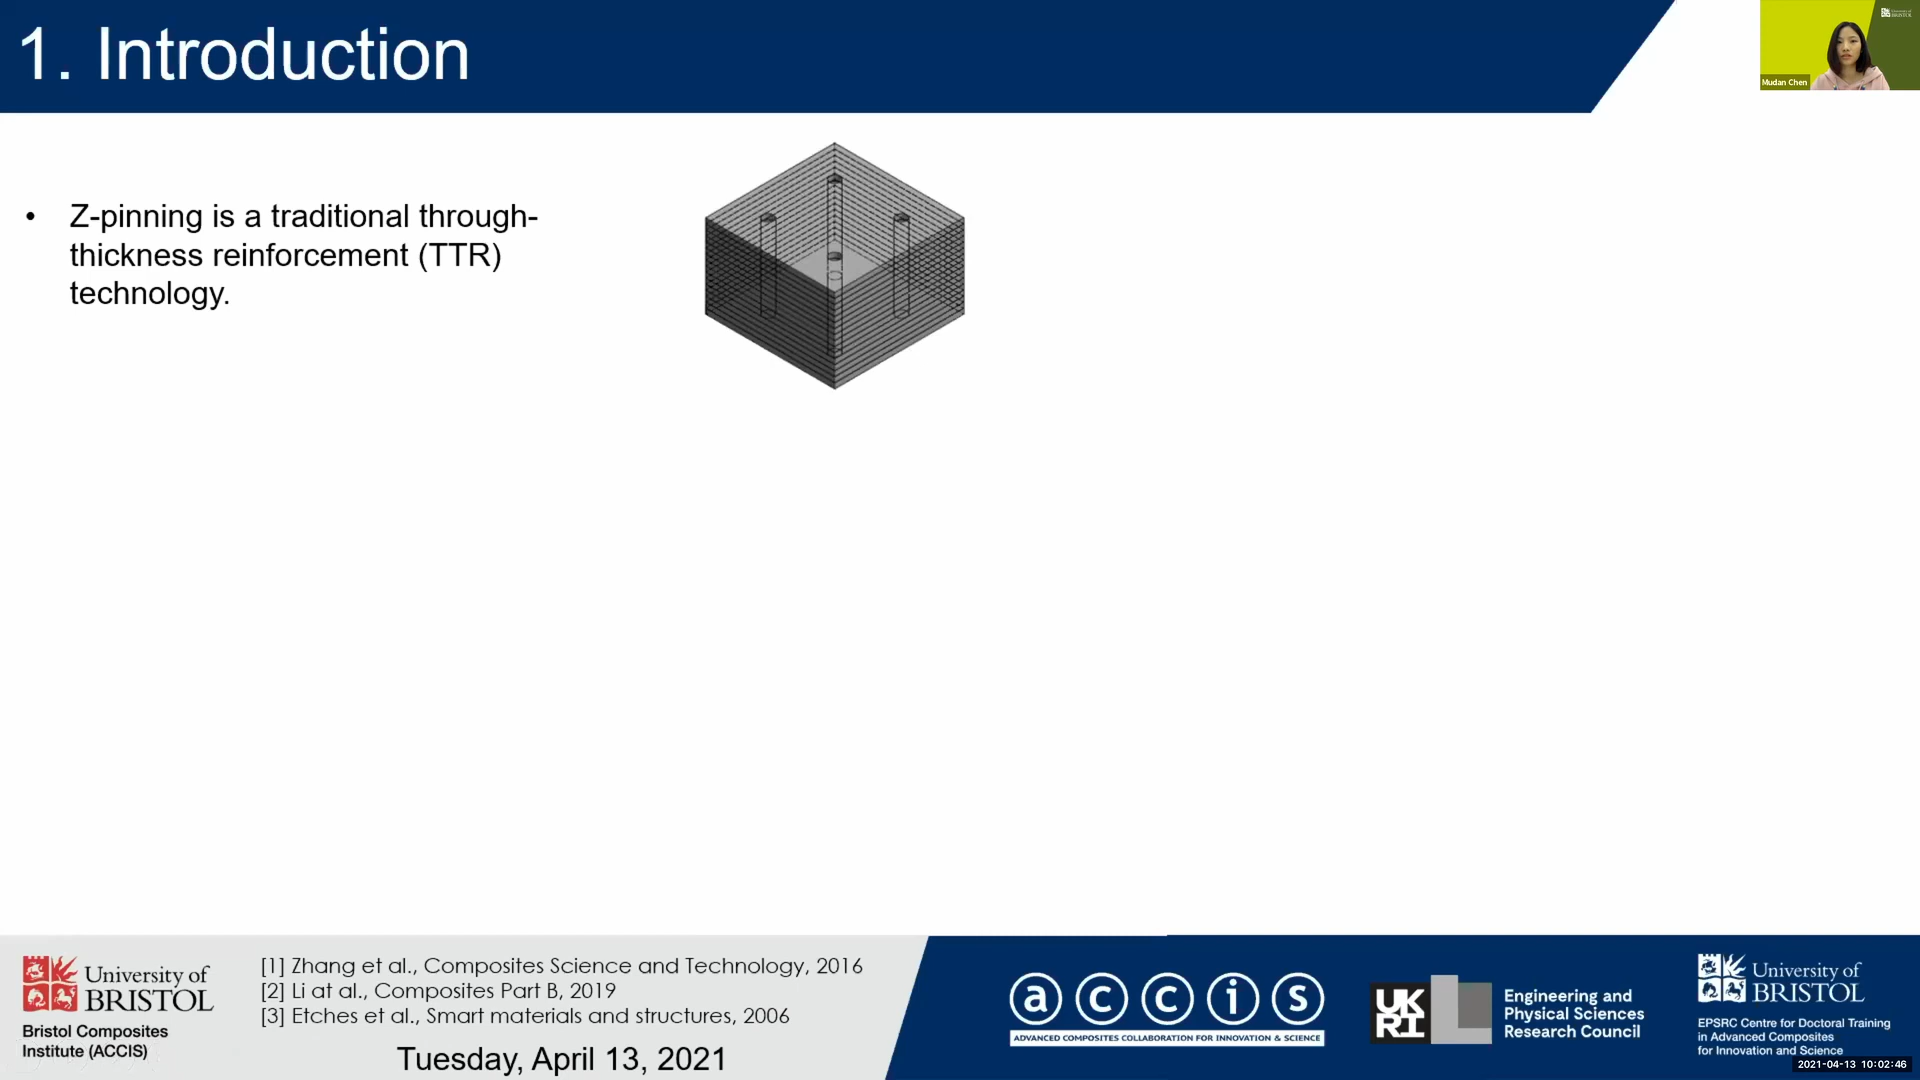 1. Introduction
University of
BRISTOL
Mudan Chen
• Z-pinning is a traditional through-
thickness reinforcement (TTR)
technology.
University of
BRISTOL
Bristol Composites
Institute (ACCIS)
[1] Zhang et al., Composites Science and Technology, 2016
[2] Li at al., Composites Part B, 2019
[3] Etches et al., Smart materials and structures, 2006
Tuesday, April 13, 2021
accis
ADVANCED COMPOSITES COLLABORATION FOR INNOVATION & SCIENCE
UK
RI
Engineering and
Physical Sciences
Research Council
University of
BRISTOL
EPSRC Centre for Doctoral Training
in Advanced Composites
for Innovation and Science
2021-04-13 10:02:46